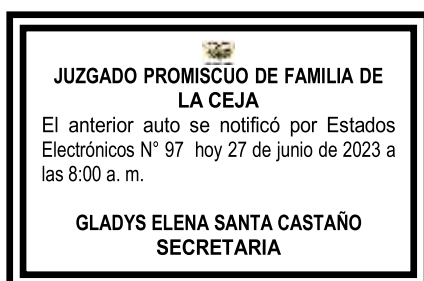 JUZGADO PROMISCUO DE FAMILIA DE
LA CEJA
El anterior auto se notificó por Estados
Electrónicos N° 97 hoy 27 de junio de 2023 a
las 8:00 a. m.
GLADYS ELENA SANTA CASTAÑO
SECRETARIA